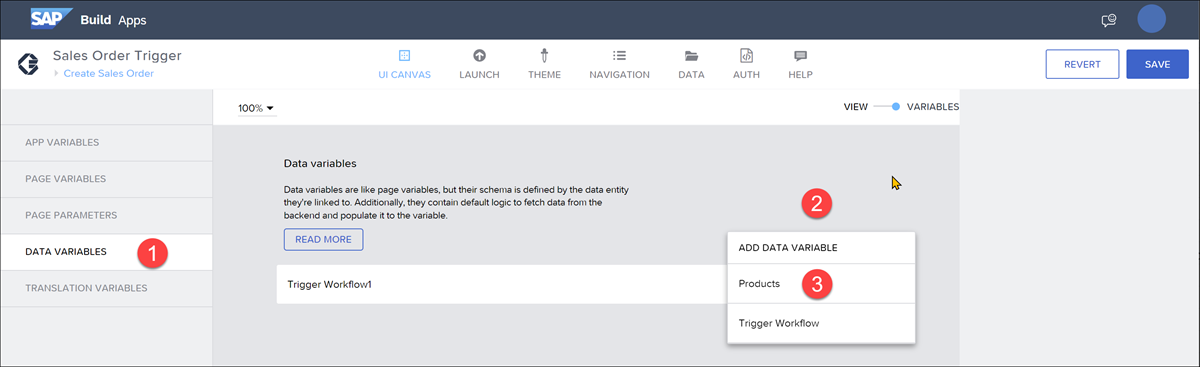 SAP Build Apps
Sales Order Trigger
Create Sales Order
UI CANVAS LAUNCH THEME NAVIGATION DATA AUTH HELP
REVERT SAVE
100% VIEW VARIABLES
APP VARIABLES
PAGE VARIABLES
PAGE PARAMETERS
DATA VARIABLES 1
TRANSLATION VARIABLES
Data variables
Data variables are like page variables, but their schema is defined by the data entity
they're linked to. Additionally, they contain default logic to fetch data from the
backend and populate it to the variable.
READ MORE
Trigger Workflow1
2
ADD DATA VARIABLE
Products 3
Trigger Workflow